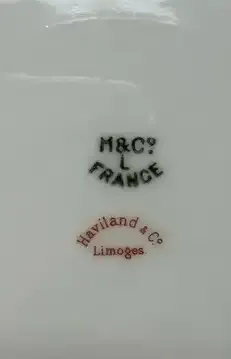 H&Cº
L
FRANCE
Haviland & Cº
Limoges